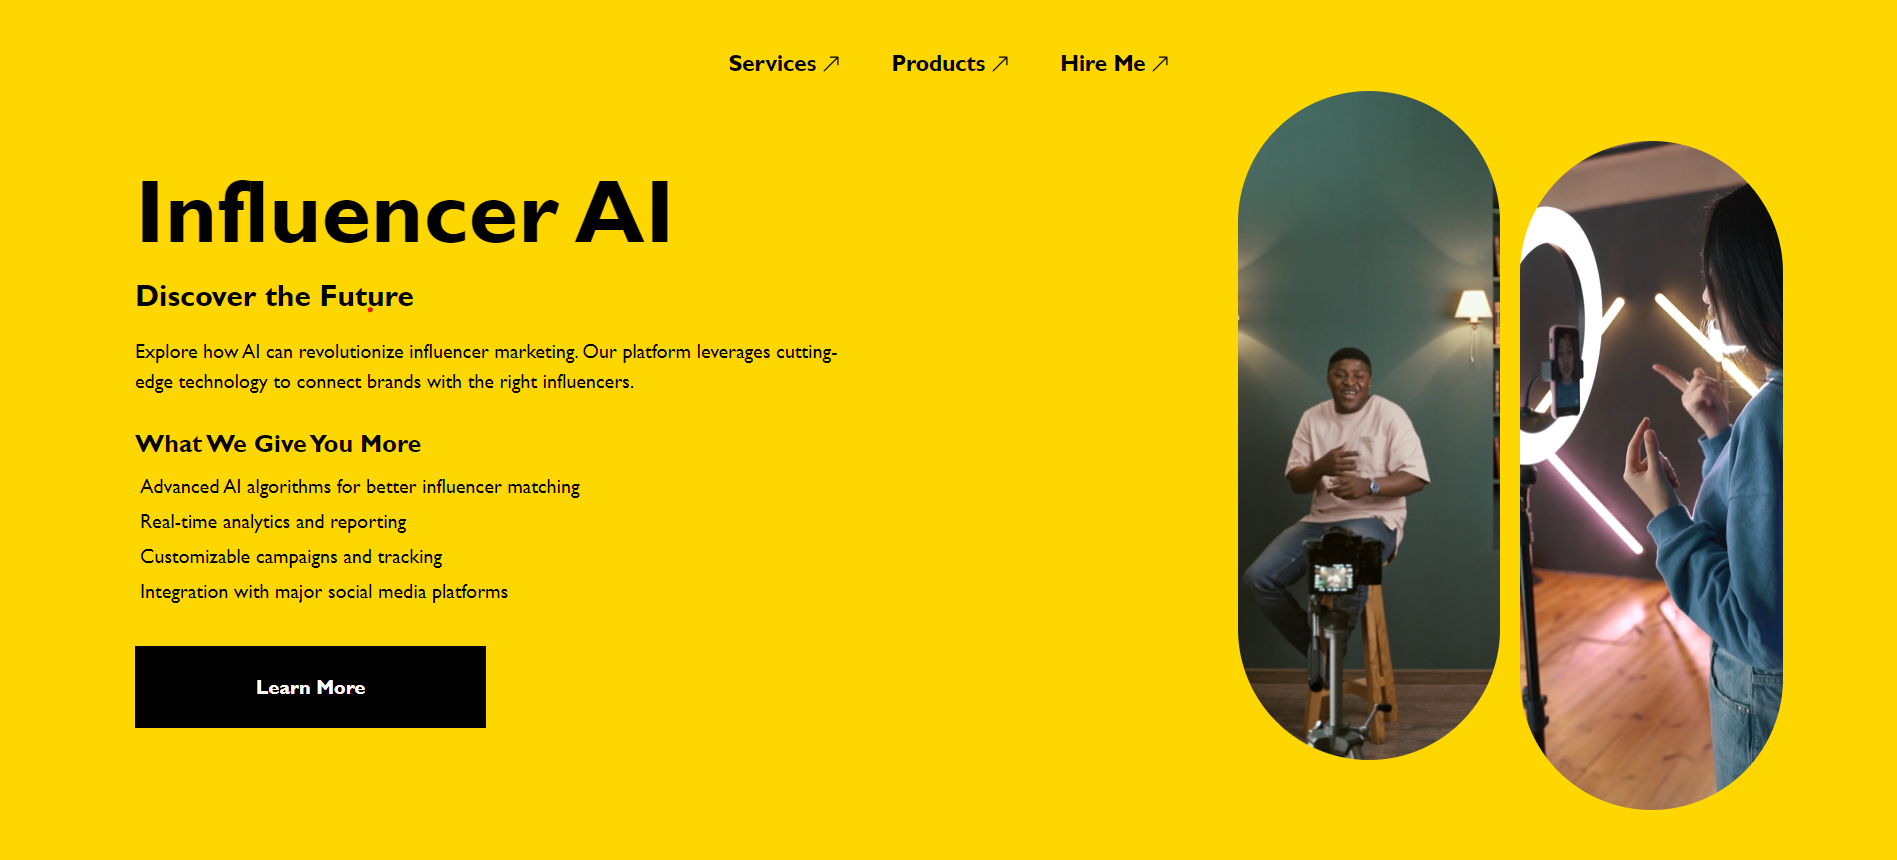 Services
Products
Hire Me
Influencer AI
Discover the Future
Explore how AI can revolutionize influencer marketing. Our platform leverages cutting-
edge technology to connect brands with the right influencers.
What We Give You More
Advanced AI algorithms for better influencer matching
Real-time analytics and reporting
Customizable campaigns and tracking
Integration with major social media platforms
Learn More